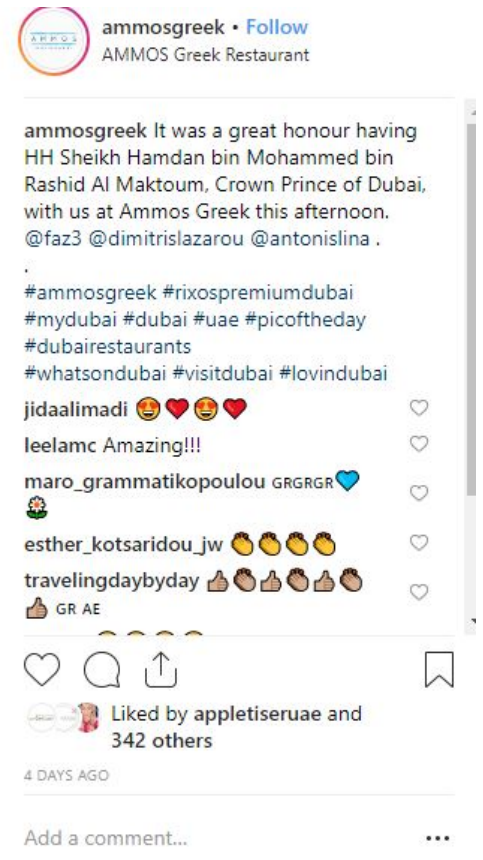 AMMOS
ammosgreek • Follow
AMMOS Greek Restaurant
ammosgreek It was a great honour having
HH Sheikh Hamdan bin Mohammed bin
Rashid Al Maktoum, Crown Prince of Dubai,
with us at Ammos Greek this afternoon.
@faz3 @dimitrislazarou @antonislina .
.
#ammosgreek #rixospremiumdubai
#mydubai #dubai #uae #picoftheday
#dubairestaurants
#whatsondubai #visitdubai #lovindubai
jidaalimadi 😍❤️😍❤️
leelamc Amazing!!!
maro_grammatikopoulou GRGRGR💙
🌼
esther_kotsaridou_jw 👏👏👏👏
travelingdaybyday 👍🏽👏🏽👍🏽👏🏽👍🏽👏🏽
👍🏽 GR AE
Liked by appletiseruae and
342 others
4 DAYS AGO
Add a comment...